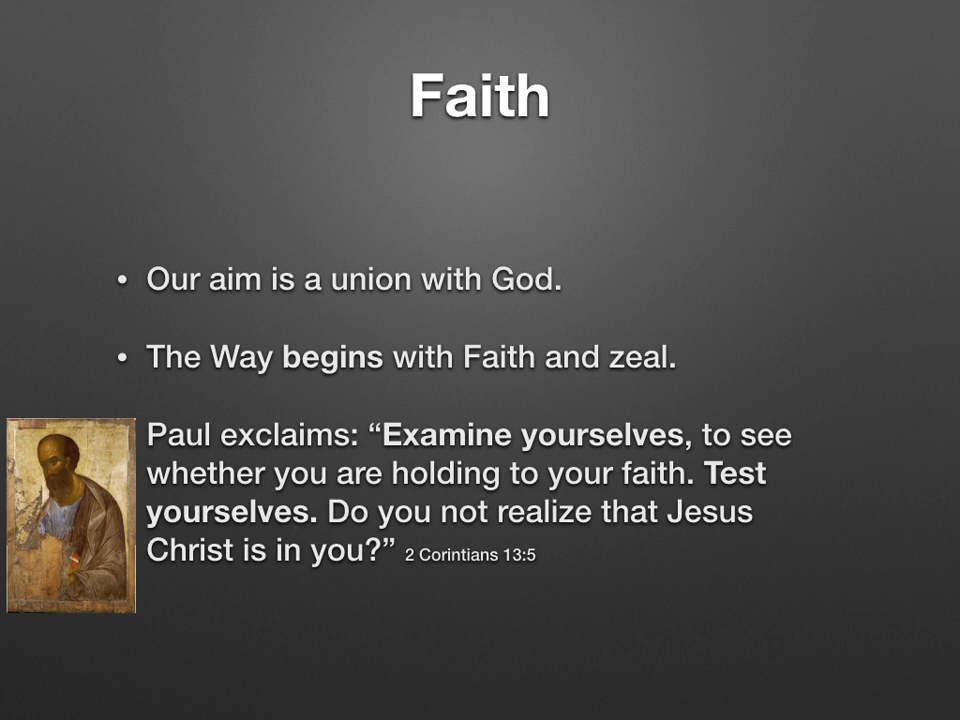 Faith
• Our aim is a union with God.
• The Way begins with Faith and zeal.
Paul exclaims: “Examine yourselves, to see
whether you are holding to your faith. Test
yourselves. Do you not realize that Jesus
Christ is in you?” 2 Corintians 13:5